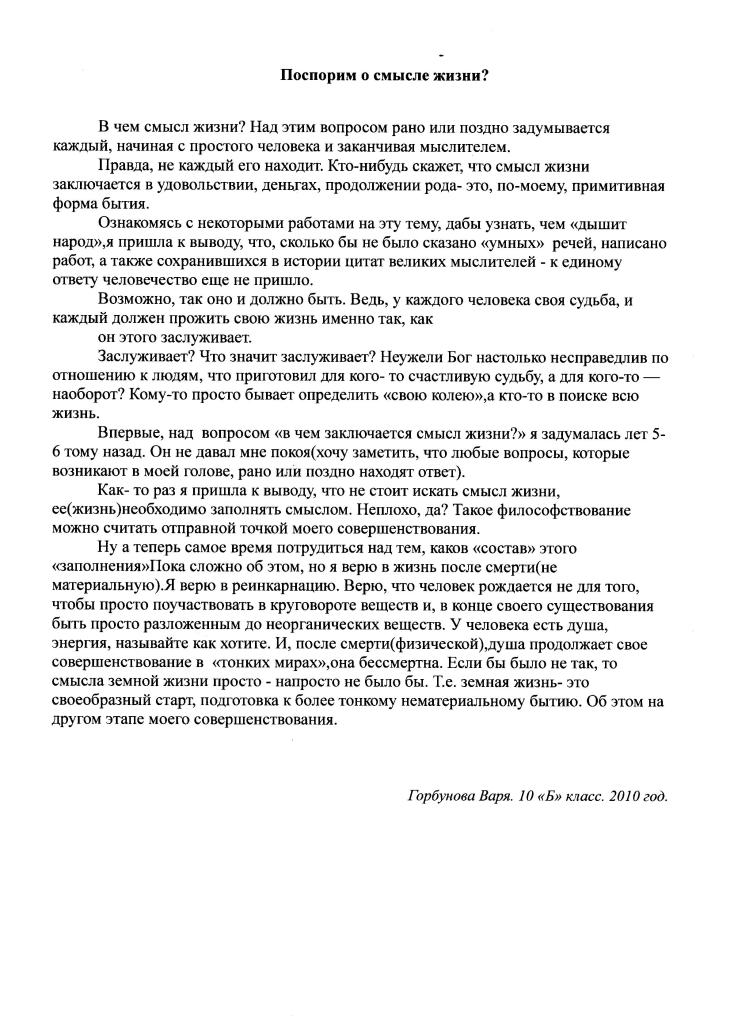 Поспорим о смысле жизни?
В чем смысл жизни? Над этим вопросом рано или поздно задумывается
каждый, начиная с простого человека и заканчивая мыслителем.
Правда, не каждый его находит. Кто-нибудь скажет, что смысл жизни
заключается в удовольствии, деньгах, продолжении рода- это, по-моему, примитивная
форма бытия.
Ознакомясь с некоторыми работами на эту тему, дабы узнать, чем «дышит
народ»,я пришла к выводу, что, сколько бы не было сказано «умных»  речей, написано
работ, а также сохранившихся в истории цитат великих мыслителей - к единому
ответу человечество еще не пришло.
Возможно, так оно и должно быть. Ведь, у каждого человека своя судьба, и
каждый должен прожить свою жизнь именно так, как
он этого заслуживает.
Заслуживает? Что значит заслуживает? Неужели Бог настолько несправедлив по
отношению к людям, что приготовил для кого- то счастливую судьбу, а для кого-то —
наоборот? Кому-то просто бывает определить «свою колею»,а кто-то в поиске всю
жизнь.
Впервые, над  вопросом «в чем заключается смысл жизни?» я задумалась лет 5-
6 тому назад. Он не давал мне покоя(хочу заметить, что любые вопросы, которые
возникают в моей голове, рано или поздно находят ответ).
Как- то раз я пришла к выводу, что не стоит искать смысл жизни,
ее(жизнь)необходимо заполнять смыслом. Неплохо, да? Такое философствование
можно считать отправной точкой моего совершенствования.
Ну а теперь самое время потрудиться над тем, каков «состав» этого
«заполнения»Пока сложно об этом, но я верю в жизнь после смерти(не
материальную).Я верю в реинкарнацию. Верю, что человек рождается не для того,
чтобы просто поучаствовать в круговороте веществ и, в конце своего существования
быть просто разложенным до неорганических веществ. У человека есть душа,
энергия, называйте как хотите. И, после смерти(физической),душа продолжает свое
совершенствование в  «тонких мирах»,она бессмертна. Если бы было не так, то
смысла земной жизни просто - напросто не было бы. Т.е. земная жизнь- это
своеобразный старт, подготовка к более тонкому нематериальному бытию. Об этом на
другом этапе моего совершенствования.
Горбунова Варя. 10 «Б» класс. 2010 год.